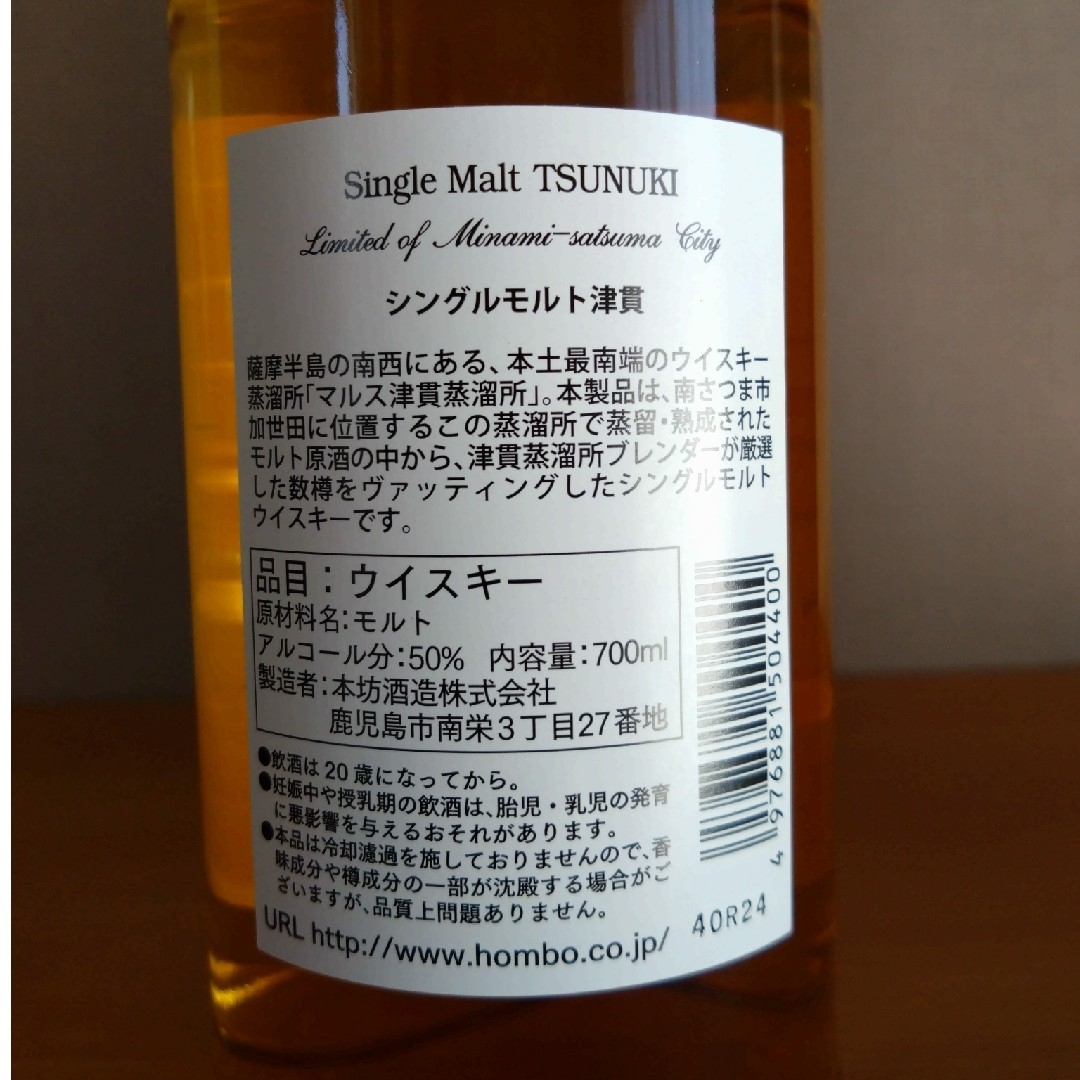 Single Malt TSUNUKI
Limited of Minami-satsuma City
シングルモルト津貫
薩摩半島の南西にある、本土最南端のウイスキー
蒸溜所「マルス津貫蒸溜所」。本製品は、南さつま市
加世田に位置するこの蒸溜所で蒸留・熟成された
モルト原酒の中から、津貫蒸溜所ブレンダーが厳選
した数樽をヴァッティングしたシングルモルト
ウイスキーです。
品目：ウイスキー
原材料名：モルト
アルコール分：50% 内容量：700ml
製造者：本坊酒造株式会社
鹿児島市南栄3丁目27番地
●飲酒は20歳になってから。
●妊娠中や授乳期の飲酒は、胎児・乳児の発育
に悪影響を与えるおそれがあります。
●本品は冷却濾過を施しておりませんので、香
味成分や樽成分の一部が沈殿する場合がご
ざいますが、品質上問題ありません。
URL http://www.hombo.co.jp/
40R24
4976881504400